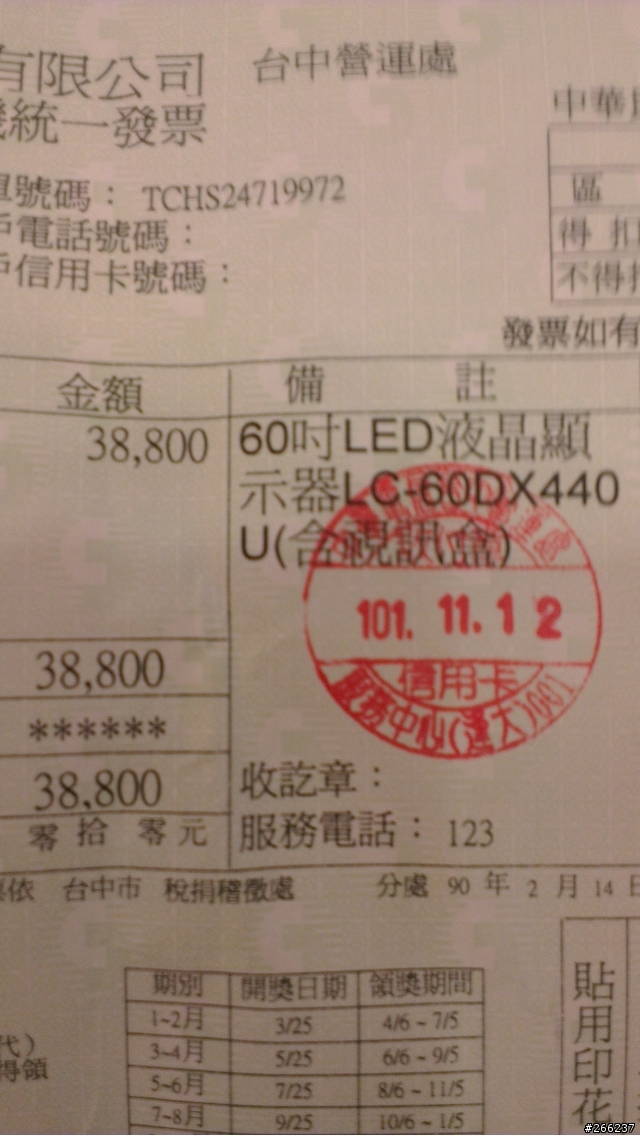 有限公司 台中營運處
統一發票
中華
號碼：TCHS24719972
電話號碼：
信用卡號碼：
區
得 扣
不得
發票如有
金額 備 註
38,800 60吋LED液晶顯
示器LC-60DX440
U(含視訊盒)
101. 11. 1 2
信用卡
服務中心
38,800
******
38,800
零 拾 零 元
收訖章：
服務電話：123
依 台中市 稅捐稽徵處 分處 90 年 2 月 14 日
期別 開獎日期 領獎期間
1~2月 3/25 4/6 ~ 7/5
3~4月 5/25 6/6 ~ 9/5
5~6月 7/25 8/6 ~ 11/5
7~8月 9/25 10/6 ~ 1/5
代）
得領
貼用印花
#266237